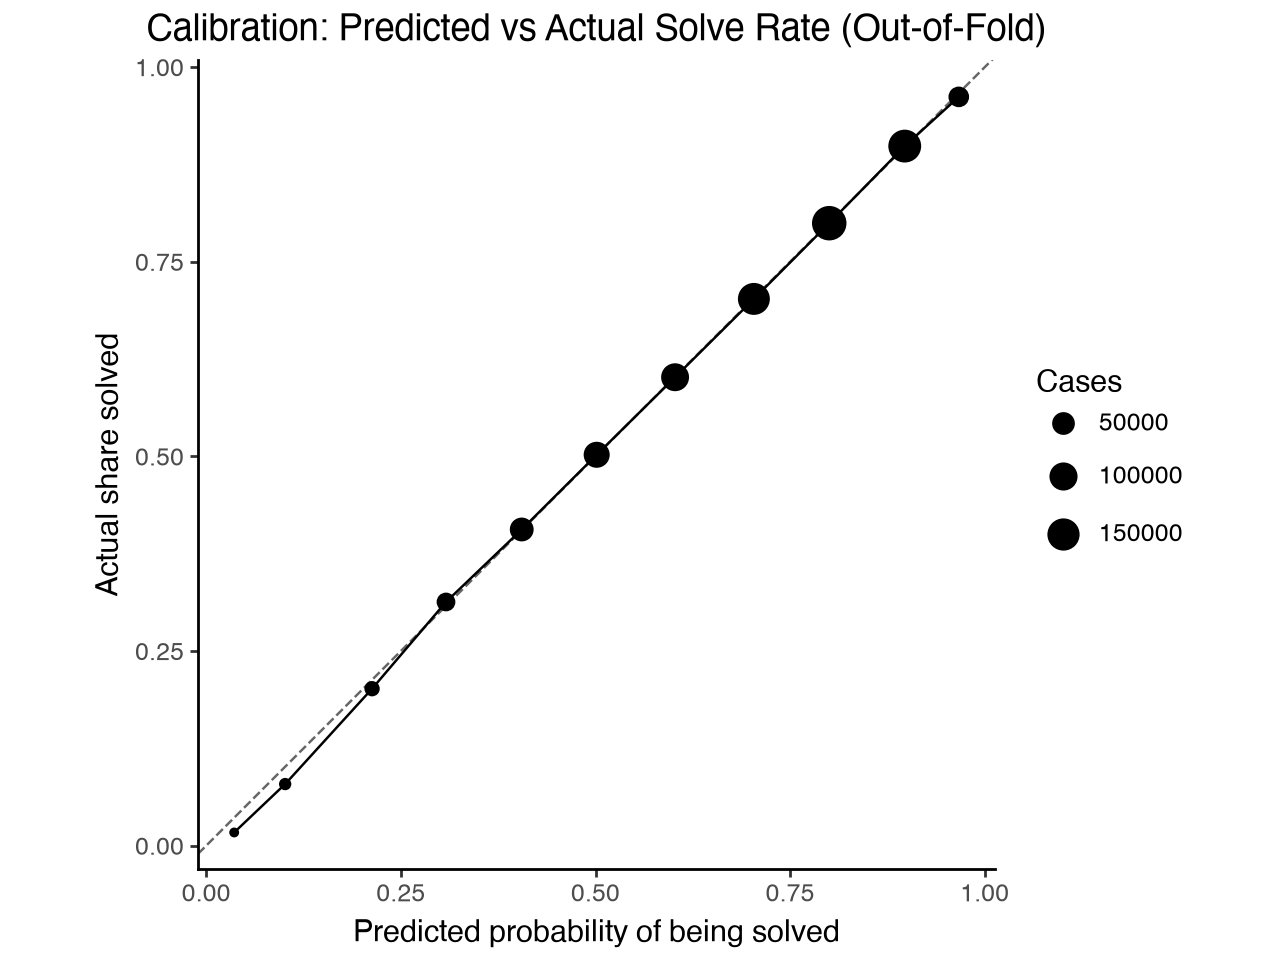 Calibration: Predicted vs Actual Solve Rate (Out-of-Fold)
1.00
0.75
0.50
0.25
0.00
Actual share solved
0.00 0.25 0.50 0.75 1.00
Predicted probability of being solved
Cases
50000
100000
150000